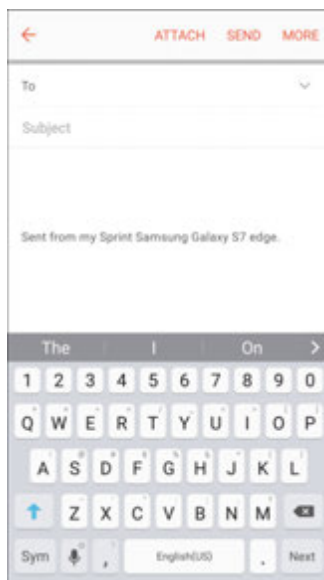 ATTACH SEND MORE
To
Subject
Sent from my Sprint Samsung Galaxy S7 edge.
The I On
1 2 3 4 5 6 7 8 9 0
Q W E R T Y U I O P
A S D F G H J K L
Z X C V B N M
Sym , English(US) . Next